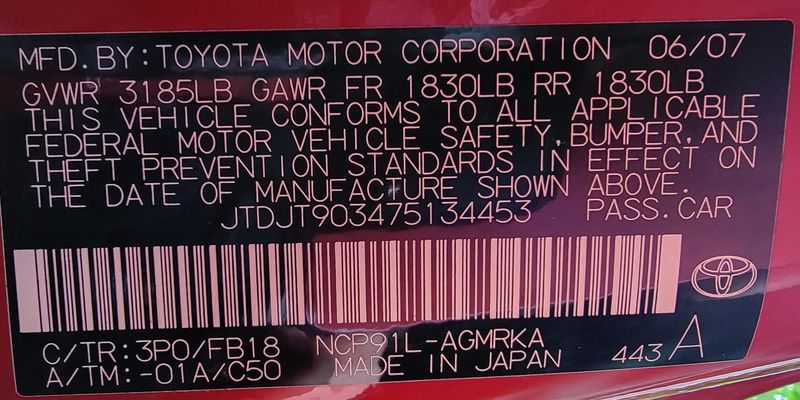 MFD. BY: TOYOTA MOTOR CORPORATION 06/07
GVWR 3185LB GAWR FR 1830LB RR 1830LB
THIS VEHICLE CONFORMS TO ALL APPLICABLE
FEDERAL MOTOR VEHICLE SAFETY, BUMPER, AND
THEFT PREVENTION STANDARDS IN EFFECT ON
THE DATE OF MANUFACTURE SHOWN ABOVE.
JTDJT903475134453 PASS. CAR
C/TR: 3P0/FB18 NCP91L-AGMRKA
A/TM: -01A/C50 MADE IN JAPAN 443 A